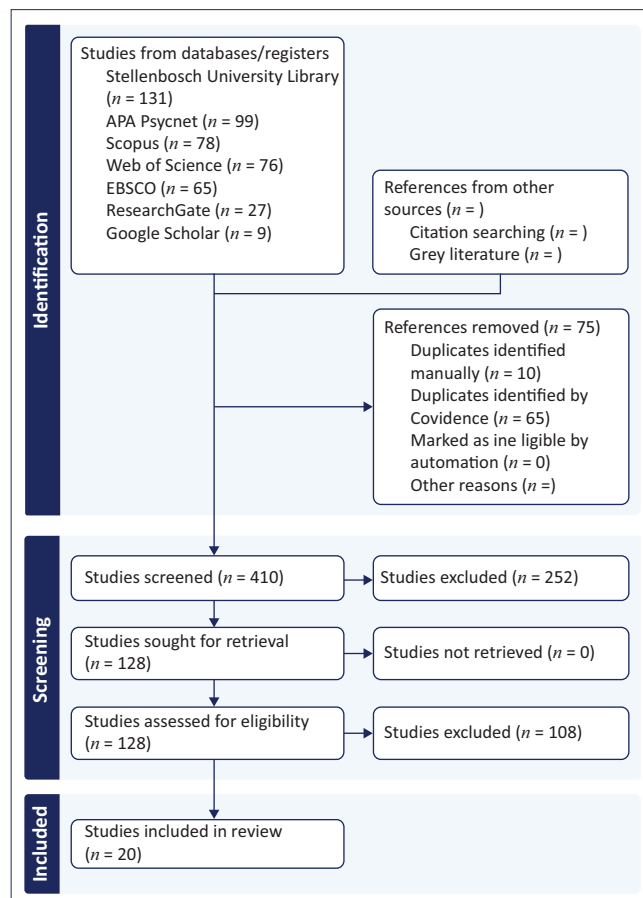 Identification
Studies from databases/registers
Stellenbosch University Library
(n = 131)
APA Psycnet (n = 99)
Scopus (n = 78)
Web of Science (n = 76)
EBSCO (n = 65)
ResearchGate (n = 27)
Google Scholar (n = 9)
References from other
sources (n = )
Citation searching (n = )
Grey literature (n = )
References removed (n = 75)
Duplicates identified
manually (n = 10)
Duplicates identified by
Covidence (n = 65)
Marked as ine ligible by
automation (n = 0)
Other reasons (n =)
Screening
Studies screened (n = 410)
Studies excluded (n = 252)
Studies sought for retrieval
(n = 128)
Studies not retrieved (n = 0)
Studies assessed for eligibility
(n = 128)
Studies excluded (n = 108)
Included
Studies included in review
(n = 20)